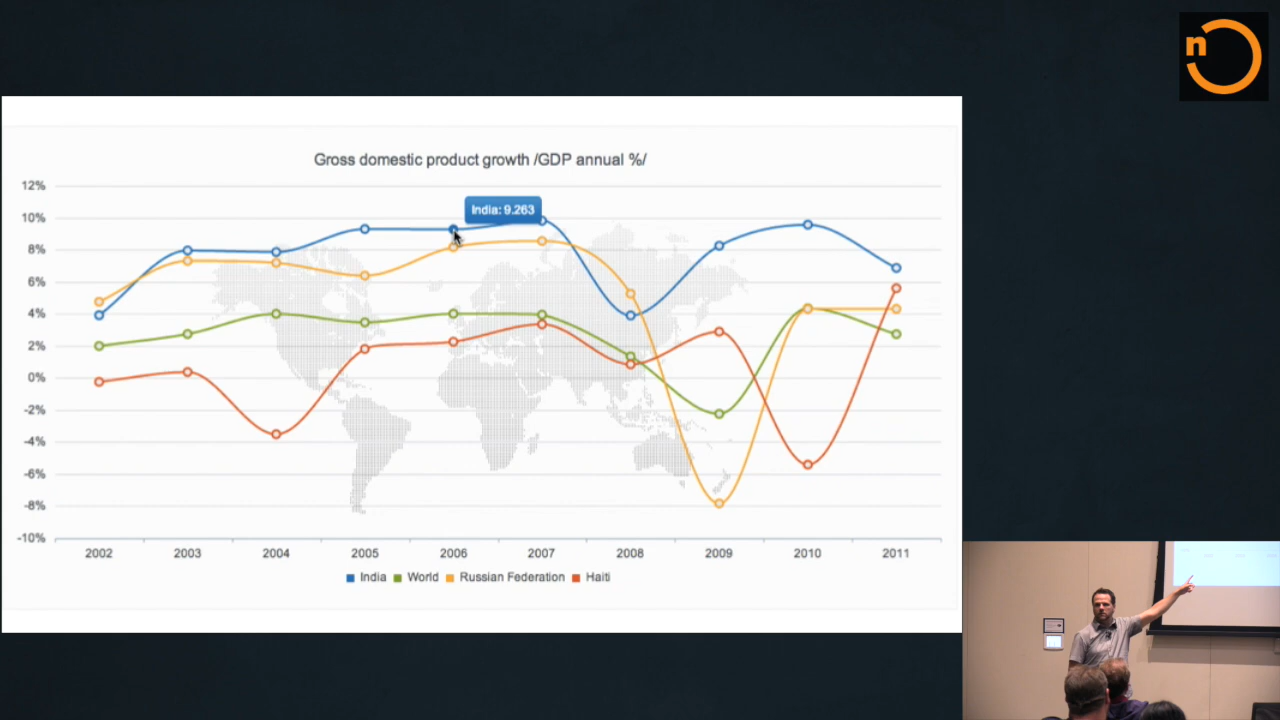 n
Gross domestic product growth /GDP annual %/
12%
10%
8%
6%
4%
2%
0%
-2%
-4%
-6%
-8%
-10%
India: 9.263
2002 2003 2004 2005 2006 2007 2008 2009 2010 2011
India World Russian Federation Haiti